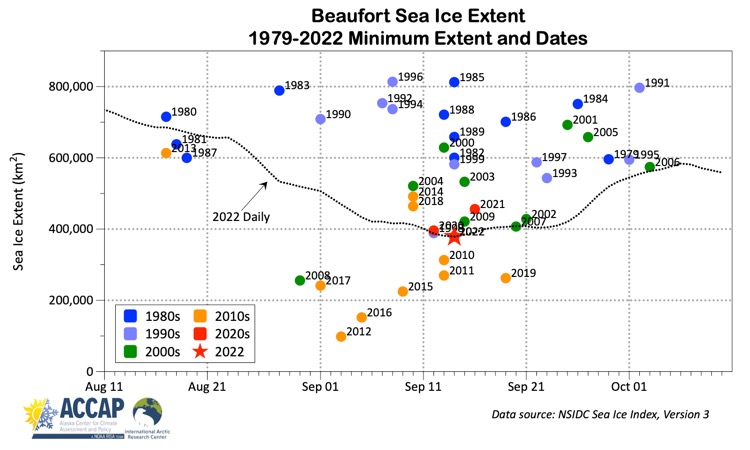 Beaufort Sea Ice Extent
1979-2022 Minimum Extent and Dates
Sea Ice Extent (km²)
800,000
600,000
400,000
200,000
0
Aug 11
Aug 21
Sep 01
Sep 11
Sep 21
Oct 01
1996
1985
1991
1983
1992
1994
1984
1980
1990
1988
1986
2001
1989
2005
1981
2000
2013
1987
1982
1999
1997
1979
1995
2006
1993
2004
2003
2014
2018
2021
2022 Daily
2009
2002
2007
2020
2022
2010
2011
2008
2017
2019
2015
2016
2012
1980s
1990s
2000s
2010s
2020s
2022
ACCAP
Alaska Center for Climate
Assessment and Policy
a NOAA RISA team
International Arctic
Research Center
Data source: NSIDC Sea Ice Index, Version 3